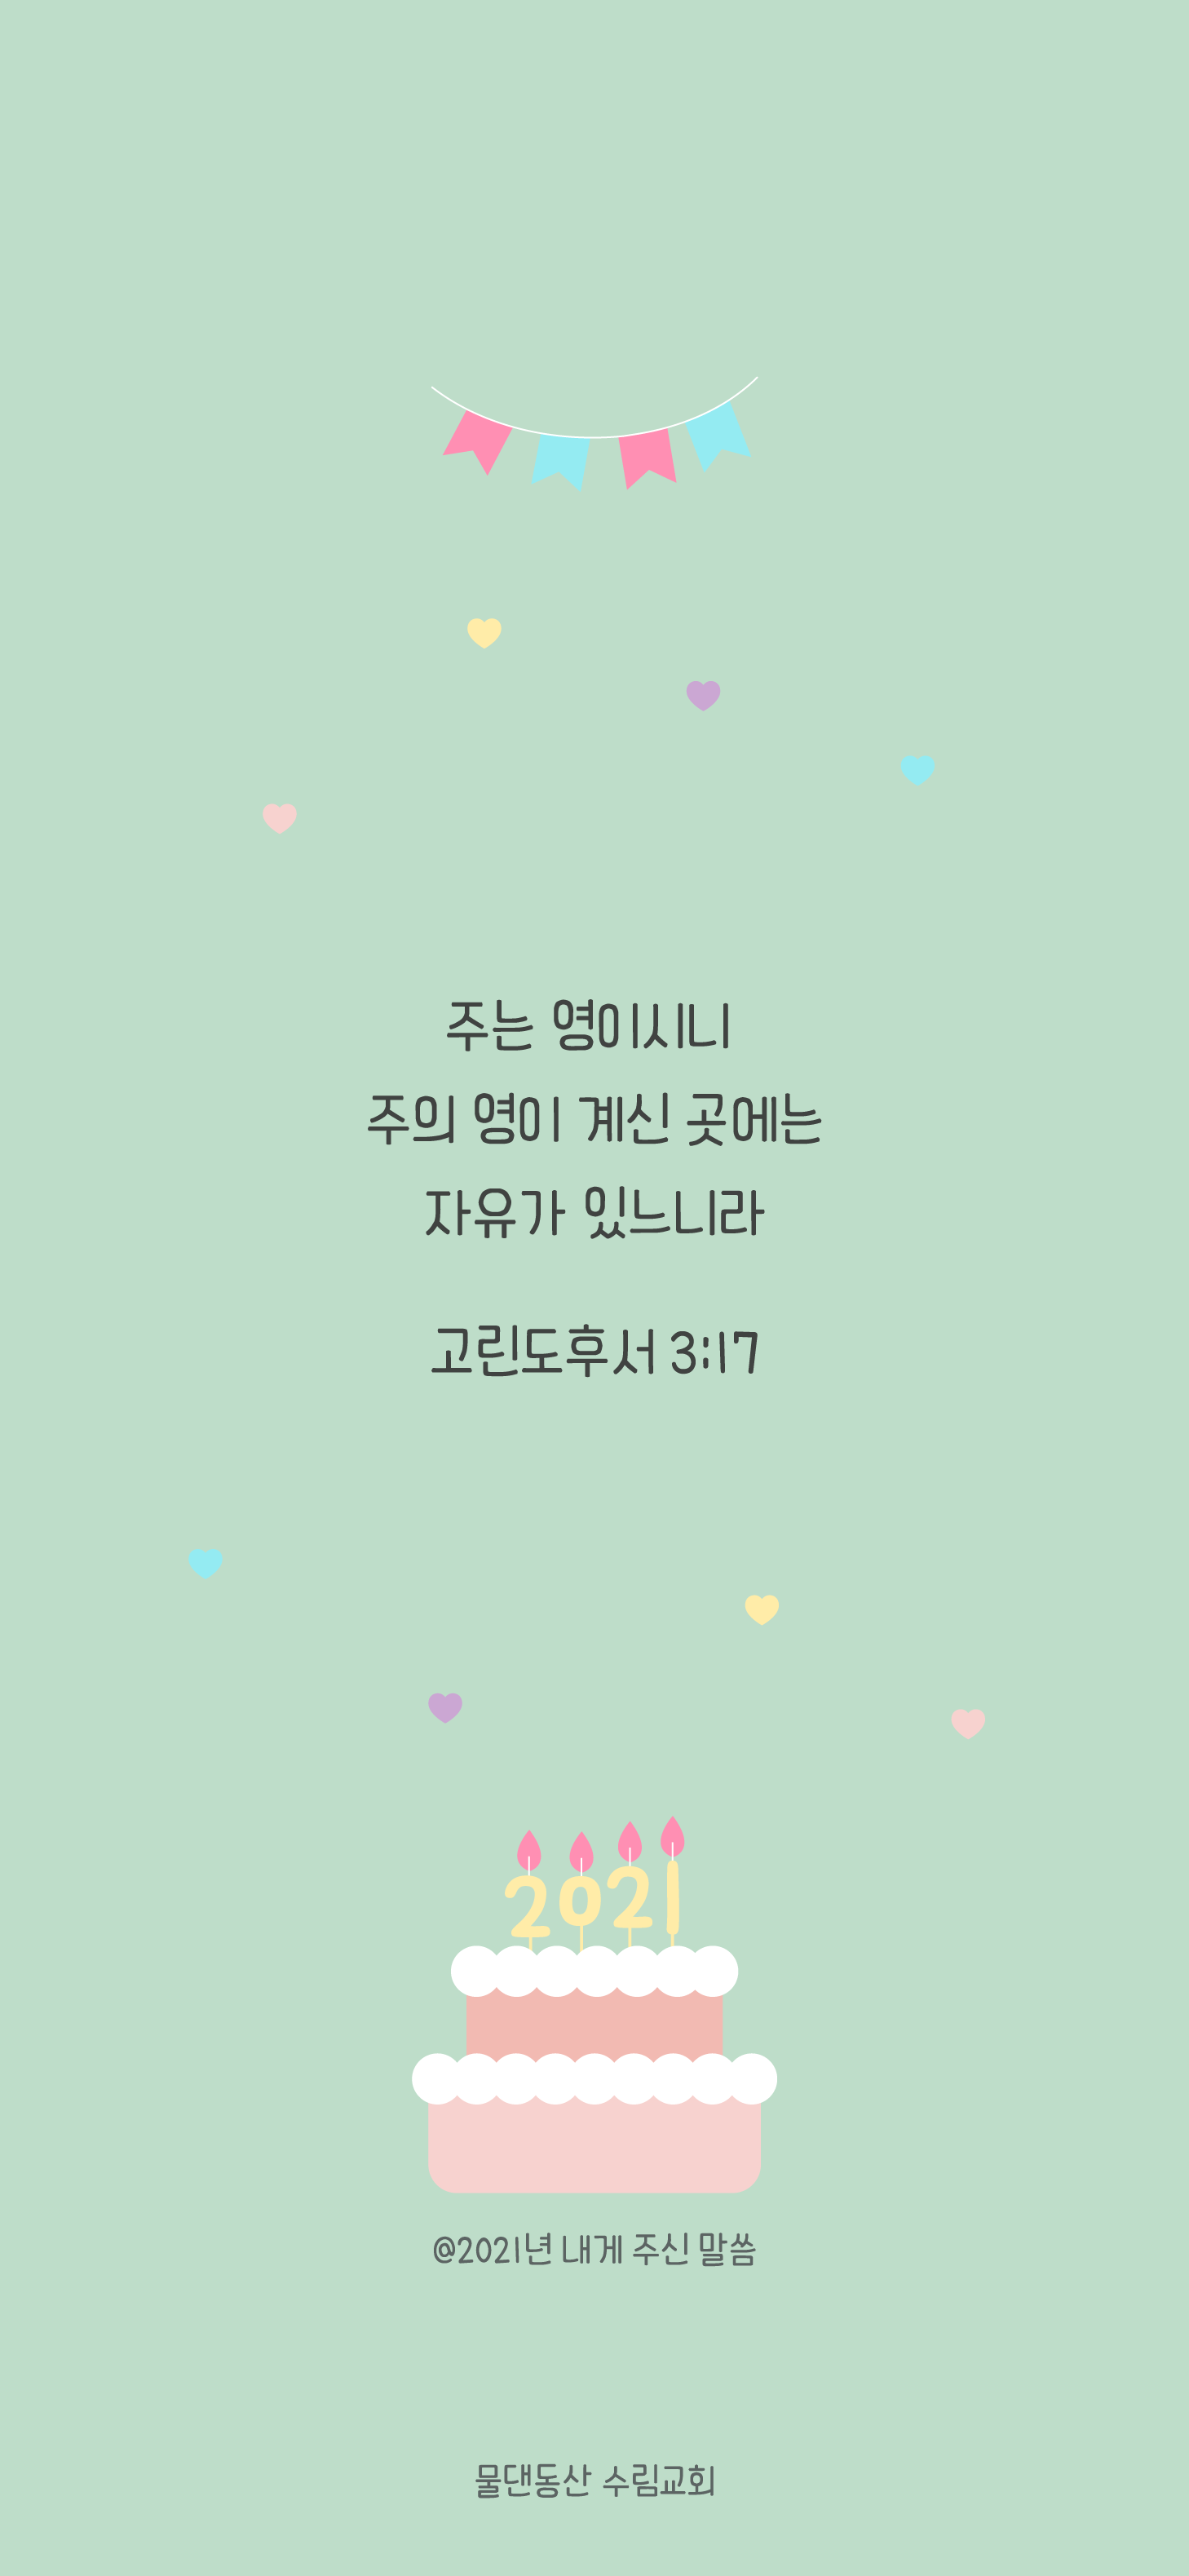 주는 영이시니
주의 영이 계신 곳에는
자유가 있느니라
고린도후서 3:17
2021
@2021년 내게 주신 말씀
물댄동산 수림교회